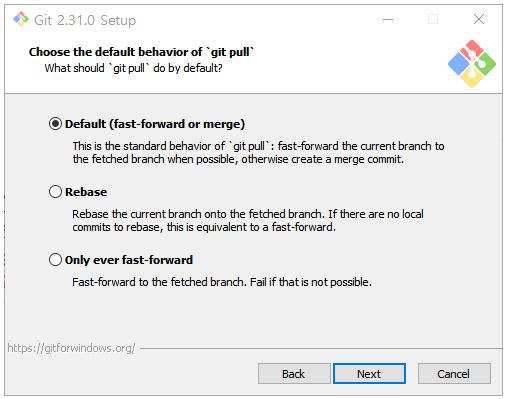 Git 2.31.0 Setup
Choose the default behavior of `git pull`
What should `git pull` do by default?
Default (fast-forward or merge)
This is the standard behavior of `git pull`: fast-forward the current branch to
the fetched branch when possible, otherwise create a merge commit.
Rebase
Rebase the current branch onto the fetched branch. If there are no local
commits to rebase, this is equivalent to a fast-forward.
Only ever fast-forward
Fast-forward to the fetched branch. Fail if that is not possible.
https://gitforwindows.org/
Back
Next
Cancel